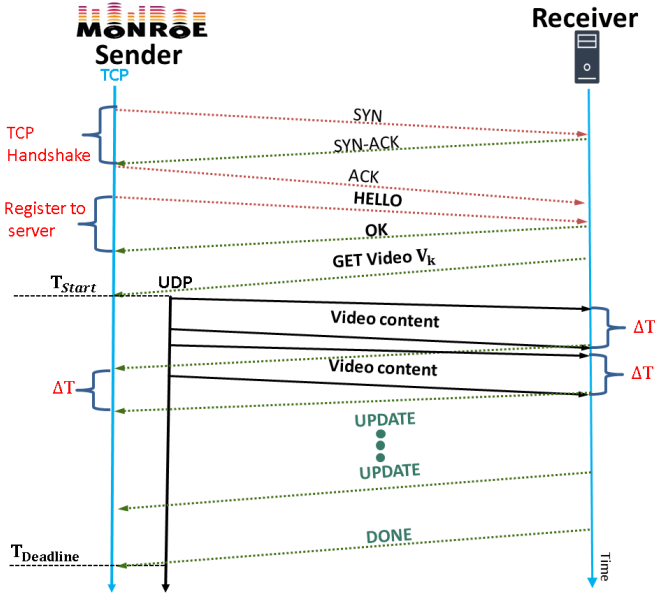 MONROE
Receiver
Sender
TCP
SYN
TCP
Handshake
SYN-ACK
ACK
HELLO
Register to
server
OK
GET Video Vk
TStart
UDP
Video content
ΔT
Video content
ΔT
ΔT
UPDATE
UPDATE
DONE
TDeadline
Time